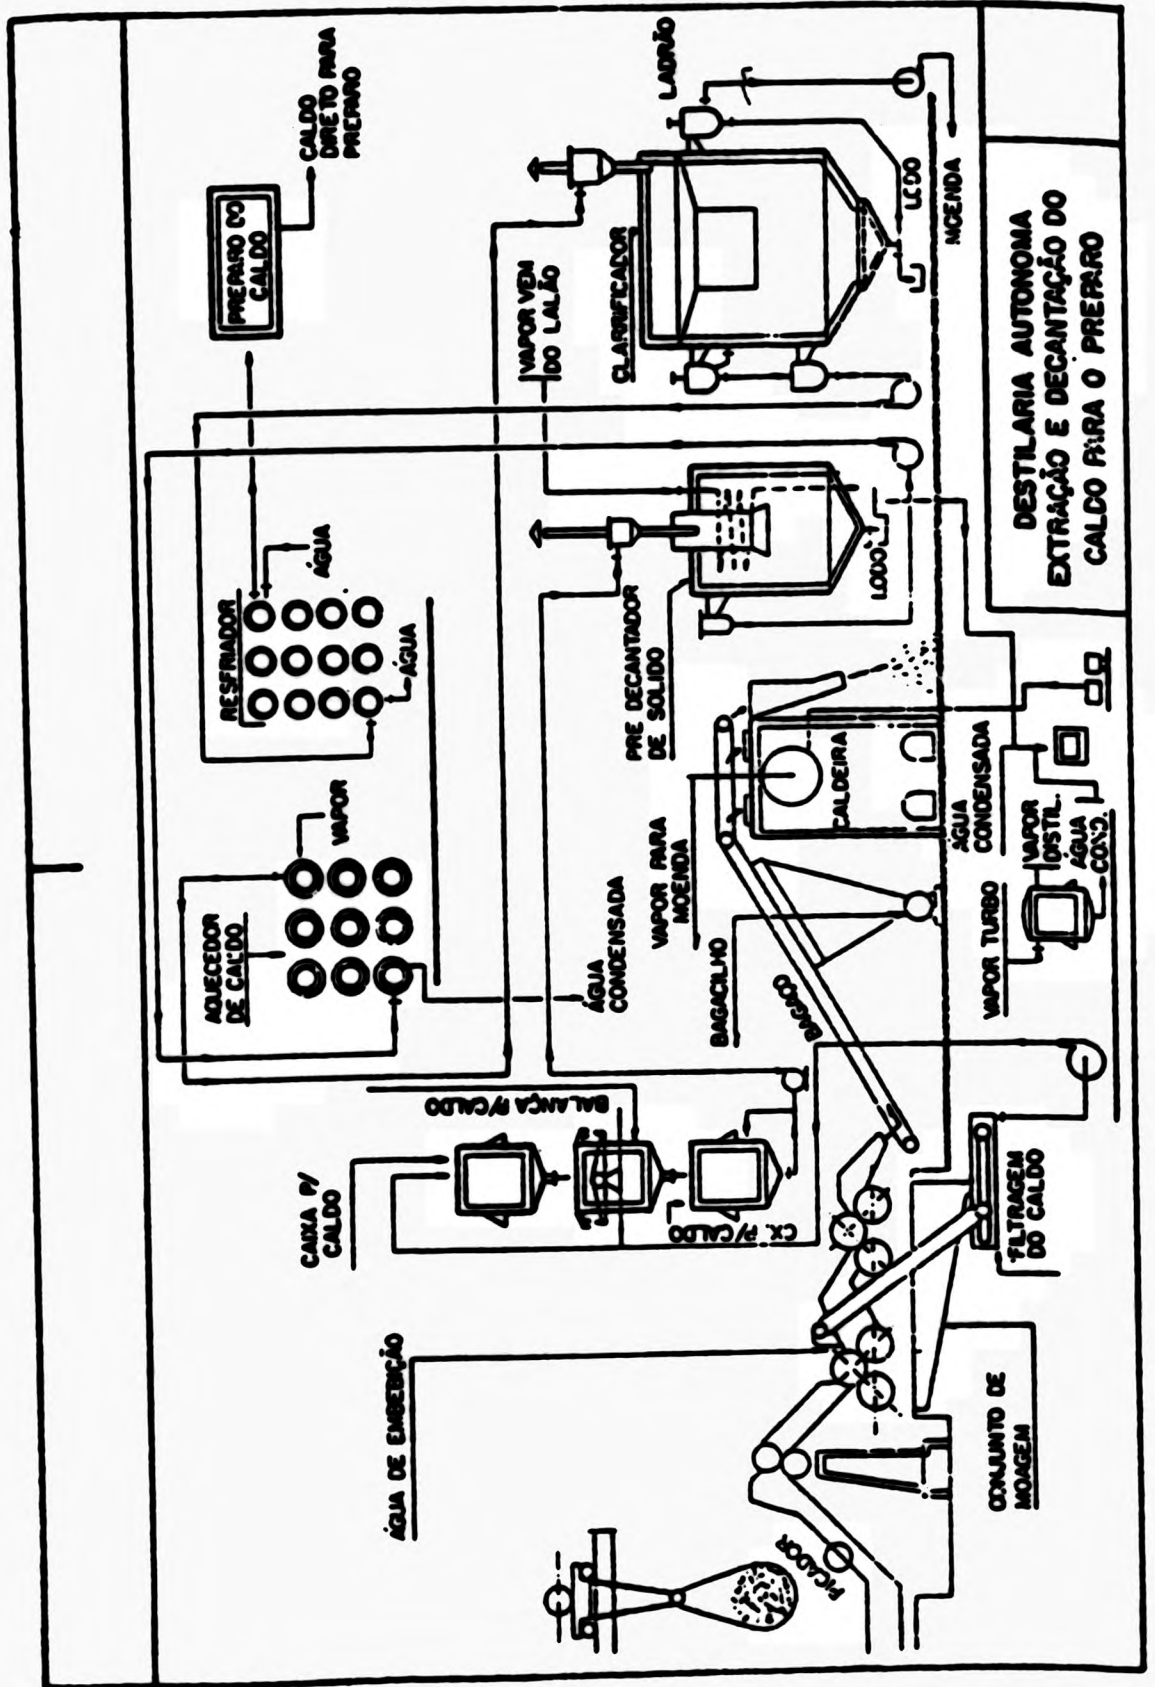 CALDO
DIRETO PARA
PREPARO
PREPARO DO
CALDO
LADRÃO
VAPOR VEM
DO LALÃO
CLARIFICADOR
LODO
MOENDA
ÁGUA
RESFRIADOR
ÁGUA
PRE DECANTADOR
DE SOLIDO
LODO
AQUECEDOR
DE CALDO
VAPOR
ÁGUA
CONDENSADA
VAPOR PARA
MOENDA
CALDEIRA
BAGACILHO
BAGAÇO
ÁGUA
CONDENSADA
VAPOR TURBO
VAPOR
DISTIL.
ÁGUA
COND.
BALANÇA P/CALDO
CAIXA P/
CALDO
CX. P/CALDO
FILTRAGEM
DO CALDO
ÁGUA DE EMBEBIÇÃO
PICADOR
CONJUNTO DE
MOAGEM
DESTILARIA AUTONOMA
EXTRAÇÃO E DECANTAÇÃO DO
CALDO PARA O PREPARO